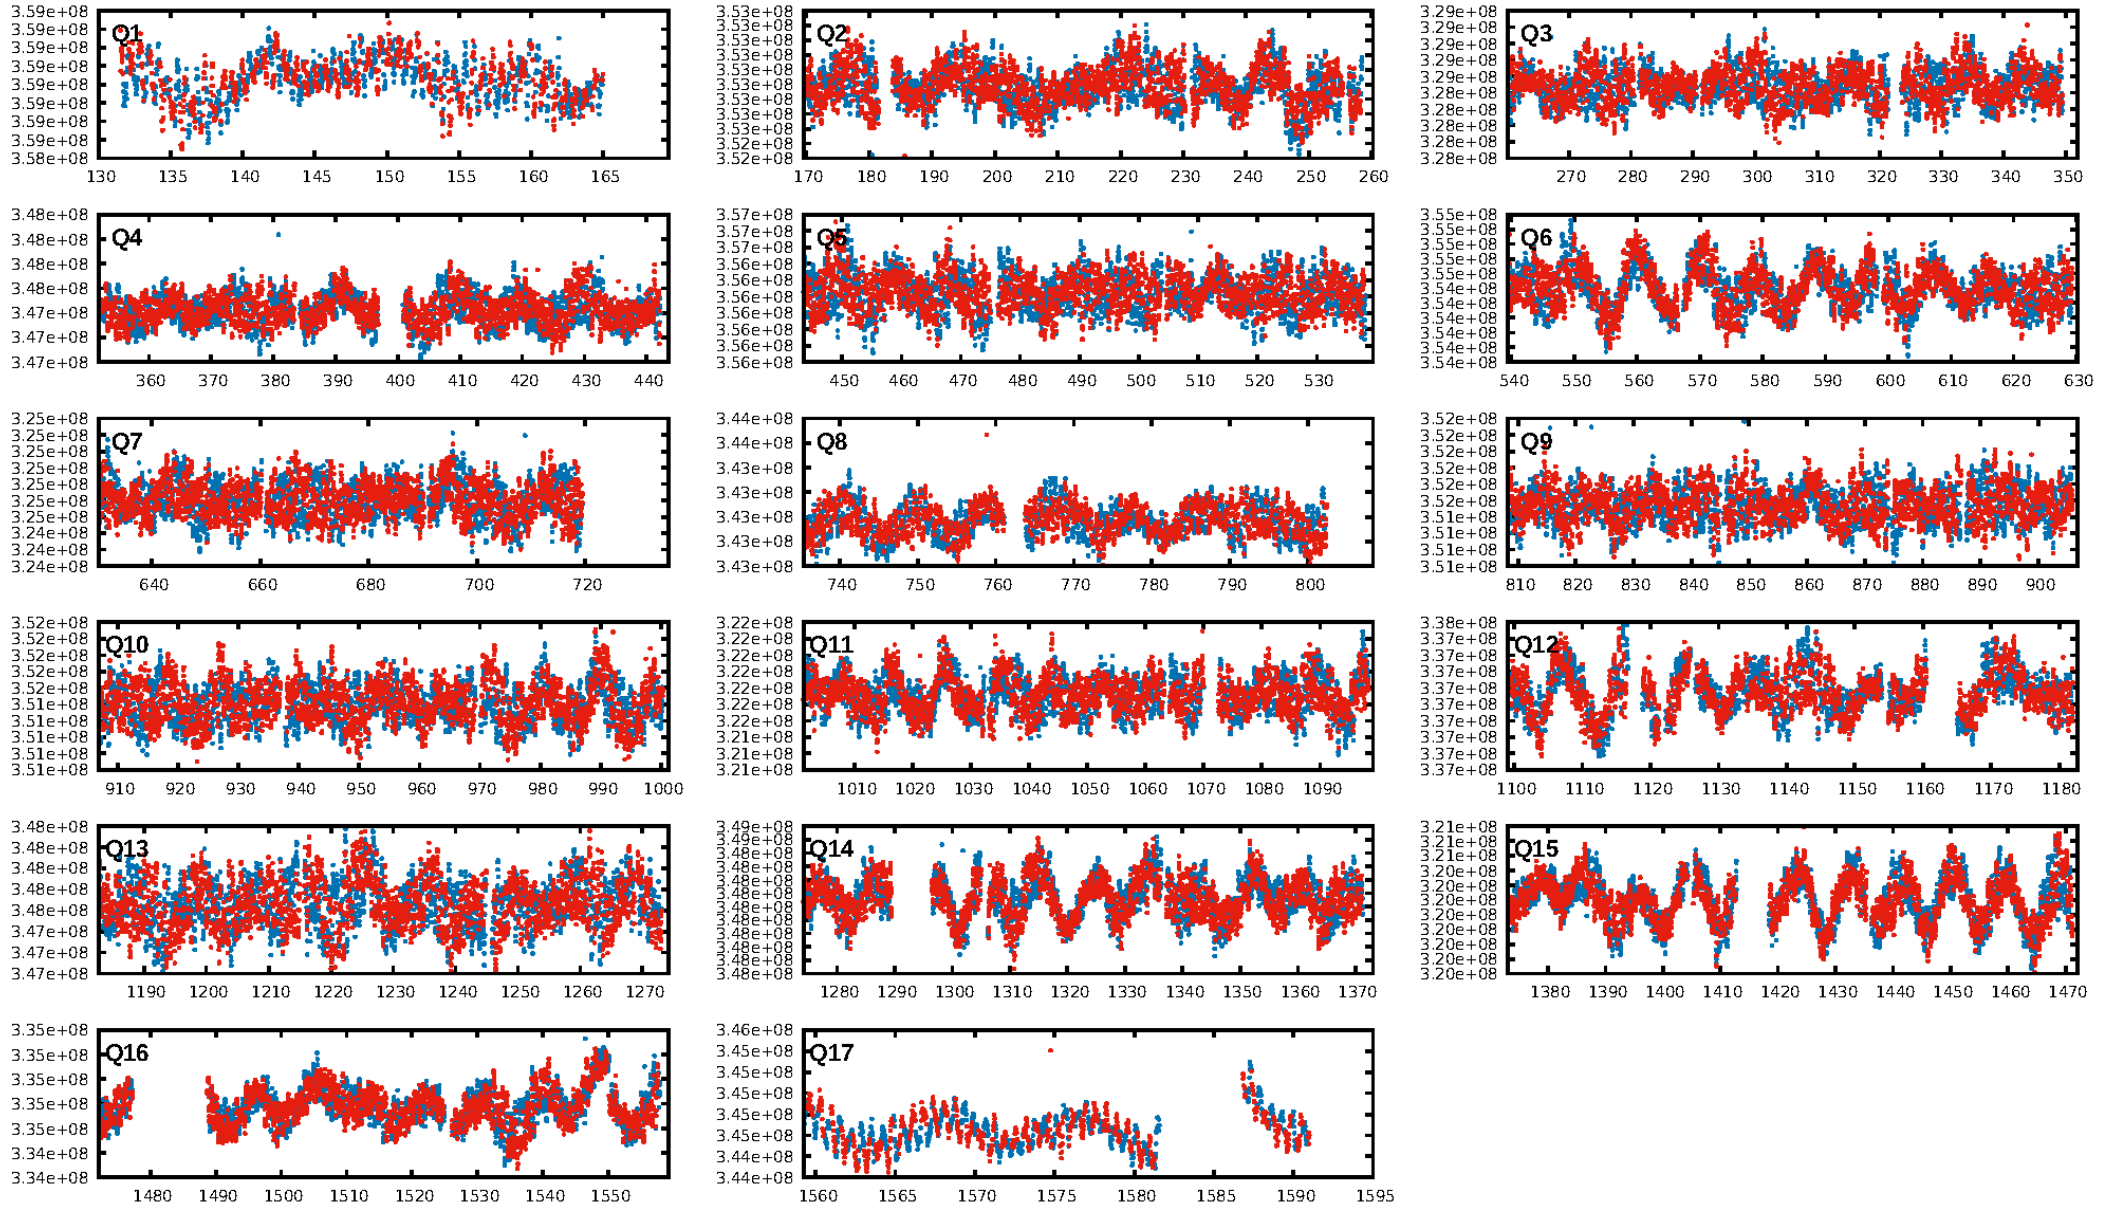 3.59e+08
3.59e+08
3.59e+08
3.59e+08
3.59e+08
3.59e+08
3.59e+08
3.59e+08
3.58e+08
Q1
130 135 140 145 150 155 160 165
3.53e+08
3.53e+08
3.53e+08
3.53e+08
3.53e+08
3.53e+08
3.53e+08
3.53e+08
3.53e+08
3.53e+08
3.52e+08
Q2
170 180 190 200 210 220 230 240 250 260
3.29e+08
3.29e+08
3.29e+08
3.29e+08
3.29e+08
3.28e+08
3.28e+08
3.28e+08
3.28e+08
3.28e+08
Q3
270 280 290 300 310 320 330 340 350
3.48e+08
3.48e+08
3.48e+08
3.48e+08
3.47e+08
3.47e+08
3.47e+08
Q4
360 370 380 390 400 410 420 430 440
3.57e+08
3.57e+08
3.57e+08
3.56e+08
3.56e+08
3.56e+08
3.56e+08
3.56e+08
3.56e+08
3.56e+08
Q5
450 460 470 480 490 500 510 520 530
3.55e+08
3.55e+08
3.55e+08
3.55e+08
3.55e+08
3.54e+08
3.54e+08
3.54e+08
3.54e+08
3.54e+08
3.54e+08
Q6
540 550 560 570 580 590 600 610 620 630
3.25e+08
3.25e+08
3.25e+08
3.25e+08
3.25e+08
3.25e+08
3.25e+08
3.24e+08
3.24e+08
3.24e+08
Q7
640 660 680 700 720
3.44e+08
3.44e+08
3.43e+08
3.43e+08
3.43e+08
3.43e+08
3.43e+08
Q8
740 750 760 770 780 790 800
3.52e+08
3.52e+08
3.52e+08
3.52e+08
3.52e+08
3.52e+08
3.51e+08
3.51e+08
3.51e+08
3.51e+08
Q9
810 820 830 840 850 860 870 880 890 900
3.52e+08
3.52e+08
3.52e+08
3.52e+08
3.52e+08
3.51e+08
3.51e+08
3.51e+08
3.51e+08
3.51e+08
Q10
910 920 930 940 950 960 970 980 990 1000
3.22e+08
3.22e+08
3.22e+08
3.22e+08
3.22e+08
3.22e+08
3.22e+08
3.21e+08
3.21e+08
Q11
1010 1020 1030 1040 1050 1060 1070 1080 1090
3.38e+08
3.37e+08
3.37e+08
3.37e+08
3.37e+08
3.37e+08
3.37e+08
3.37e+08
3.37e+08
3.37e+08
Q12
1100 1110 1120 1130 1140 1150 1160 1170 1180
3.48e+08
3.48e+08
3.48e+08
3.48e+08
3.48e+08
3.47e+08
3.47e+08
3.47e+08
Q13
1190 1200 1210 1220 1230 1240 1250 1260 1270
3.49e+08
3.49e+08
3.48e+08
3.48e+08
3.48e+08
3.48e+08
3.48e+08
3.48e+08
3.48e+08
3.48e+08
3.48e+08
3.48e+08
Q14
1280 1290 1300 1310 1320 1330 1340 1350 1360 1370
3.21e+08
3.21e+08
3.21e+08
3.20e+08
3.20e+08
3.20e+08
3.20e+08
3.20e+08
3.20e+08
3.20e+08
3.20e+08
Q15
1380 1390 1400 1410 1420 1430 1440 1450 1460 1470
3.35e+08
3.35e+08
3.35e+08
3.35e+08
3.35e+08
3.34e+08
3.34e+08
Q16
1480 1490 1500 1510 1520 1530 1540 1550
3.46e+08
3.45e+08
3.45e+08
3.45e+08
3.45e+08
3.45e+08
3.44e+08
3.44e+08
Q17
1560 1565 1570 1575 1580 1585 1590 1595